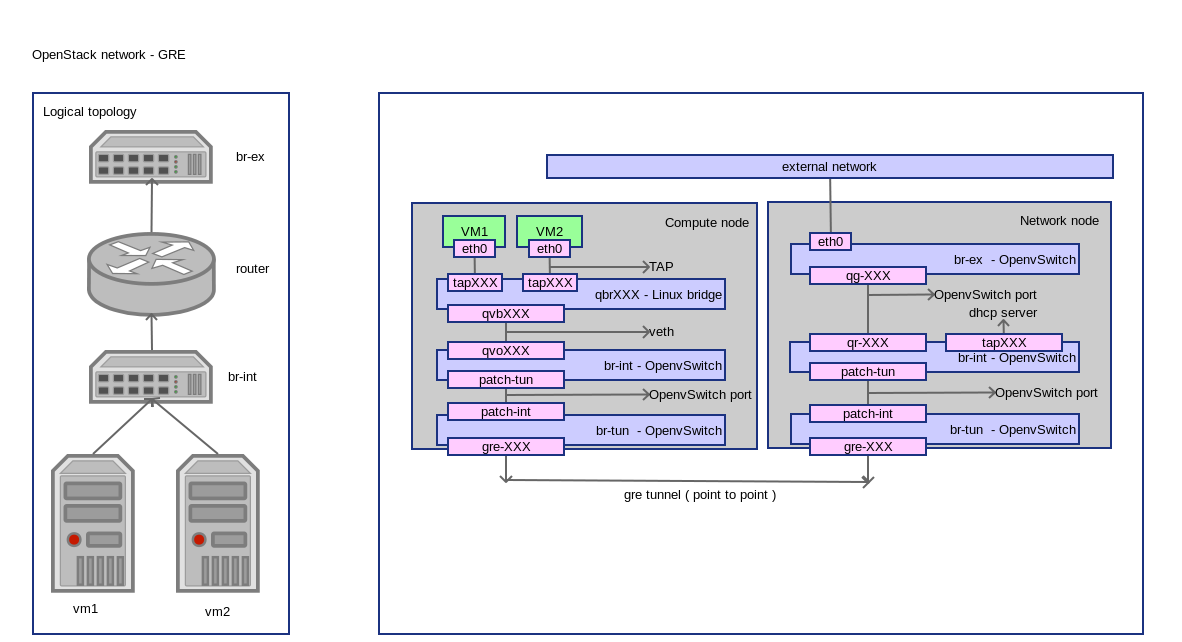 OpenStack network - GRE
Logical topology
br-ex
router
br-int
vm1
vm2
external network
Compute node
VM1
VM2
eth0
eth0
TAP
tapXXX
tapXXX
qbrXXX - Linux bridge
qvbXXX
veth
qvoXXX
br-int - OpenvSwitch
patch-tun
OpenvSwitch port
patch-int
br-tun - OpenvSwitch
gre-XXX
Network node
eth0
br-ex - OpenvSwitch
qg-XXX
OpenvSwitch port
dhcp server
qr-XXX
tapXXX
br-int - OpenvSwitch
patch-tun
OpenvSwitch port
patch-int
br-tun - OpenvSwitch
gre-XXX
gre tunnel ( point to point )